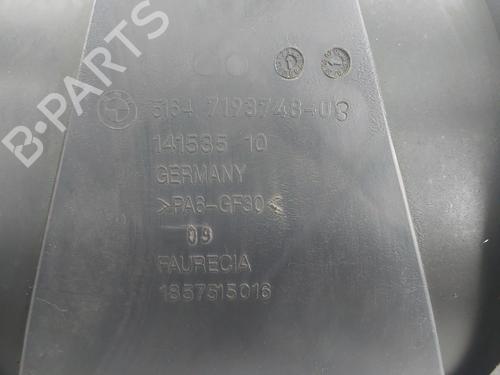 5164 7193748-03
141535 10
GERMANY
>PA6-GF30<
09
FAURECIA
1857515016
B-PARTS